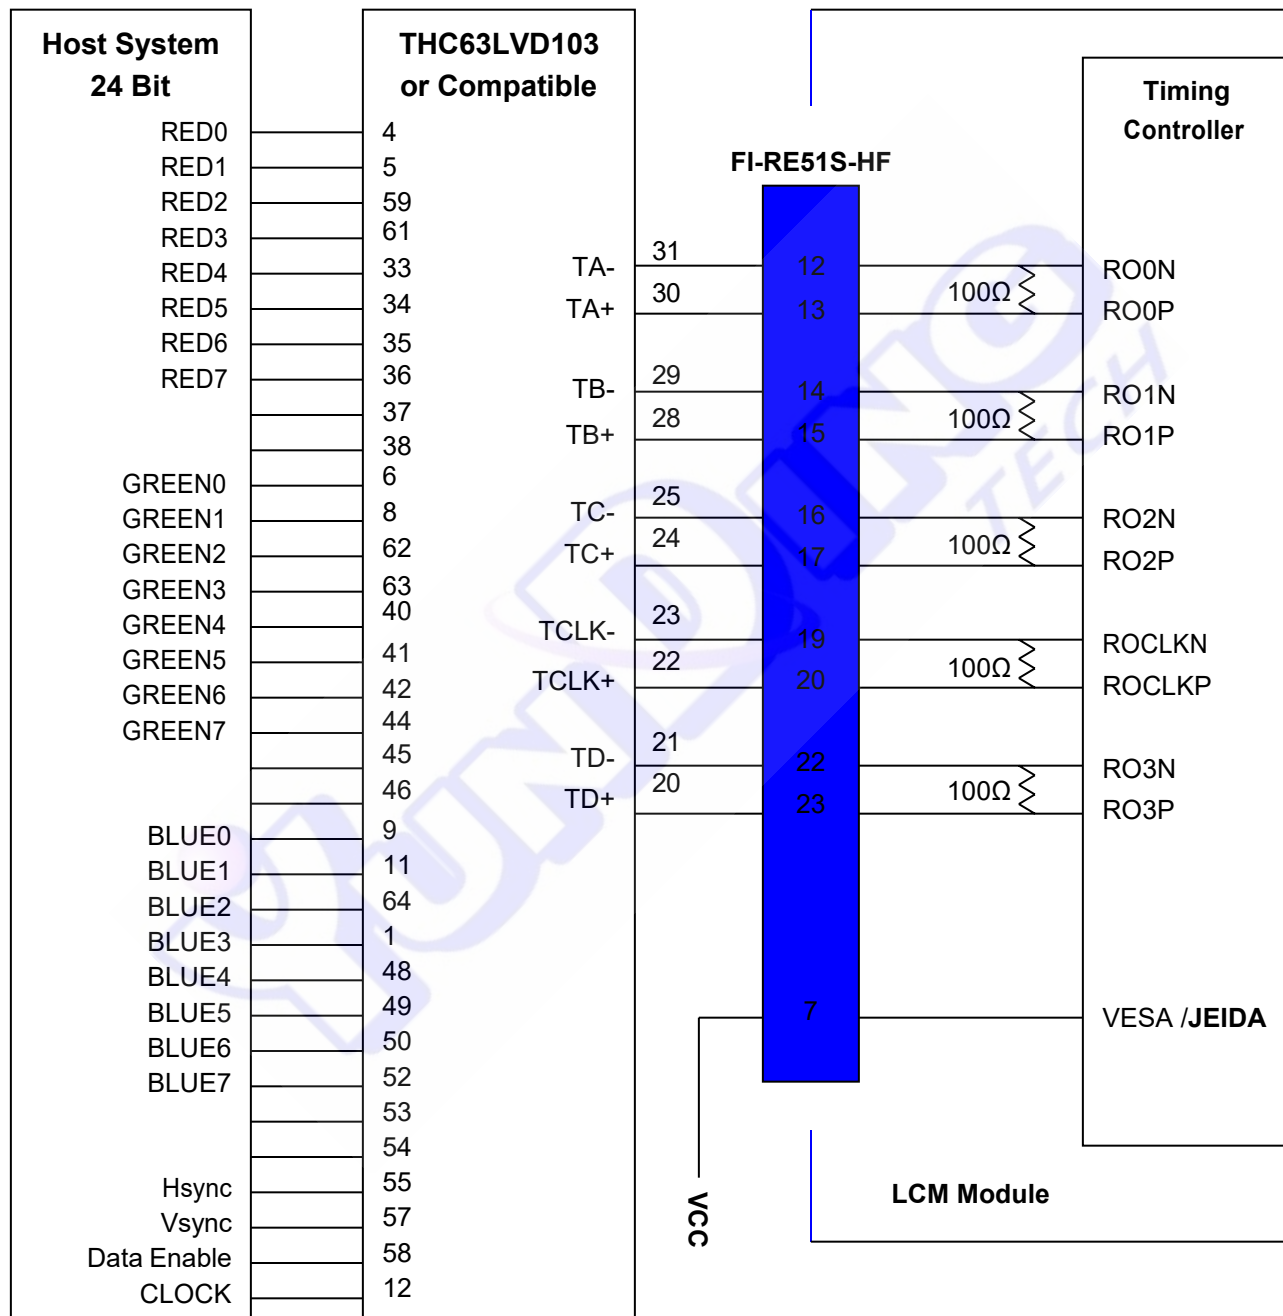 Host System
24 Bit
RED0
RED1
RED2
RED3
RED4
RED5
RED6
RED7
GREEN0
GREEN1
GREEN2
GREEN3
GREEN4
GREEN5
GREEN6
GREEN7
BLUE0
BLUE1
BLUE2
BLUE3
BLUE4
BLUE5
BLUE6
BLUE7
Hsync
Vsync
Data Enable
CLOCK
THC63LVD103
or Compatible
4
5
59
61
33
34
35
36
37
38
6
8
62
63
40
41
42
44
45
46
9
11
64
1
48
49
50
52
53
54
55
57
58
12
TA- 31
TA+ 30
TB- 29
TB+ 28
TC- 25
TC+ 24
TCLK- 23
TCLK+ 22
TD- 21
TD+ 20
FI-RE51S-HF
12
13
14
15
16
17
19
20
22
23
7
VCC
100Ω
100Ω
100Ω
100Ω
100Ω
Timing
Controller
RO0N
RO0P
RO1N
RO1P
RO2N
RO2P
ROCLKN
ROCLKP
RO3N
RO3P
VESA /JEIDA
LCM Module
YUNDINO
TECH